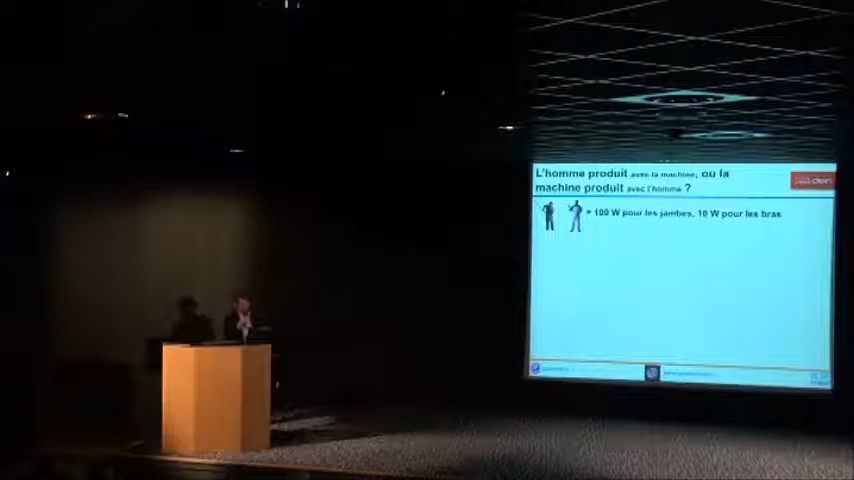 L'homme produit avec la machine, ou la
machine produit avec l'homme ?
= 100 W pour les jambes, 10 W pour les bras